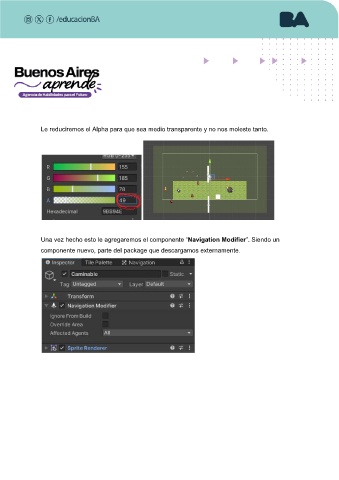 /educacionBA
BA
Buenos Aires
aprende
Agencia de Habilidades para el Futuro
Le reduciremos el Alpha para que sea medio transparente y no nos moleste tanto.
R 155
G 185
B 70
A 49
Hexadecimal
Una vez hecho esto le agregaremos el componente “Navigation Modifier”. Siendo un
componente nuevo, parte del package que descargamos externamente.
Inspector Tile Palette Navigation
Caminable Static
Tag Untagged Layer Default
Transform
Navigation Modifier
Ignore From Build
Override Area
Affected Agents All
Sprite Renderer